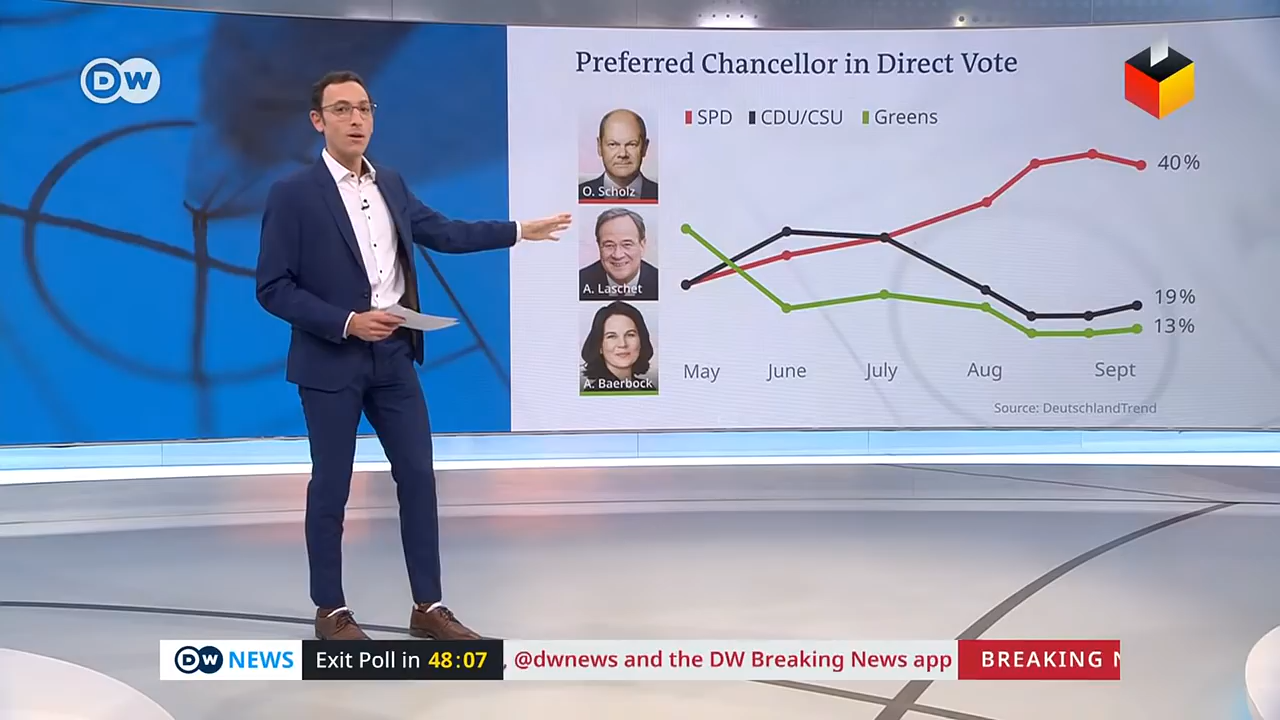 DW
Preferred Chancellor in Direct Vote
SPD CDU/CSU Greens
O. Scholz
A. Laschet
A. Baerbock
40%
19%
13%
May June July Aug Sept
Source: DeutschlandTrend
DW NEWS Exit Poll in 48:07 , @dwnews and the DW Breaking News app BREAKING